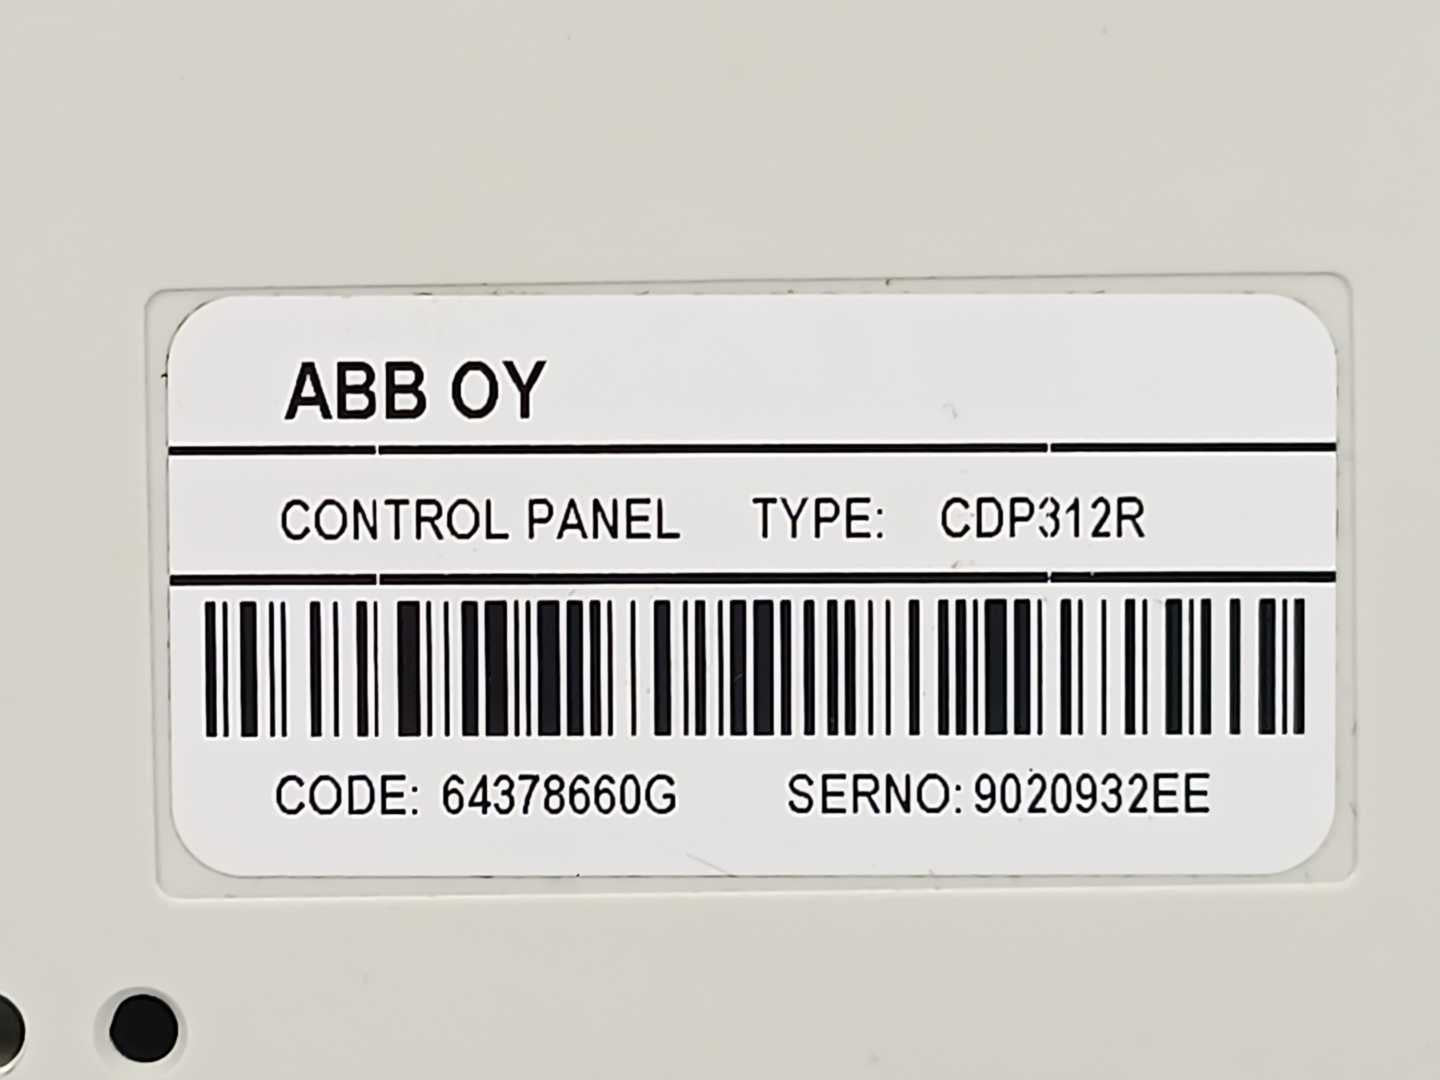 ABB OY
CONTROL PANEL TYPE: CDP312R
CODE: 64378660G SERNO: 9020932EE